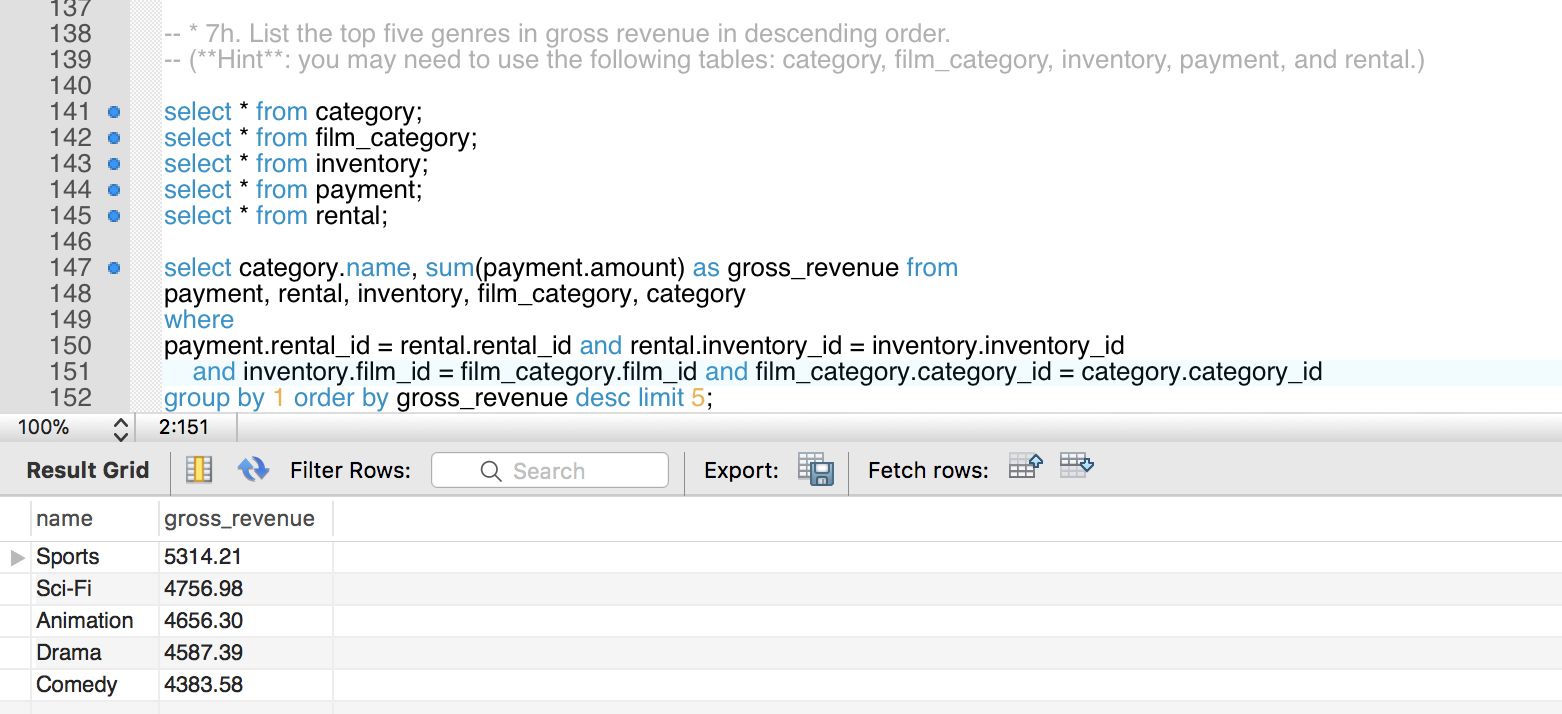 137
138 -- * 7h. List the top five genres in gross revenue in descending order.
139 -- (**Hint**: you may need to use the following tables: category, film_category, inventory, payment, and rental.)
140
141 select * from category;
142 select * from film_category;
143 select * from inventory;
144 select * from payment;
145 select * from rental;
146
147 select category.name, sum(payment.amount) as gross_revenue from
148 payment, rental, inventory, film_category, category
149 where
150 payment.rental_id = rental.rental_id and rental.inventory_id = inventory.inventory_id
151 and inventory.film_id = film_category.film_id and film_category.category_id = category.category_id
152 group by 1 order by gross_revenue desc limit 5;
100% 2:151
Result Grid Filter Rows: Search Export: Fetch rows:
name gross_revenue
Sports 5314.21
Sci-Fi 4756.98
Animation 4656.30
Drama 4587.39
Comedy 4383.58